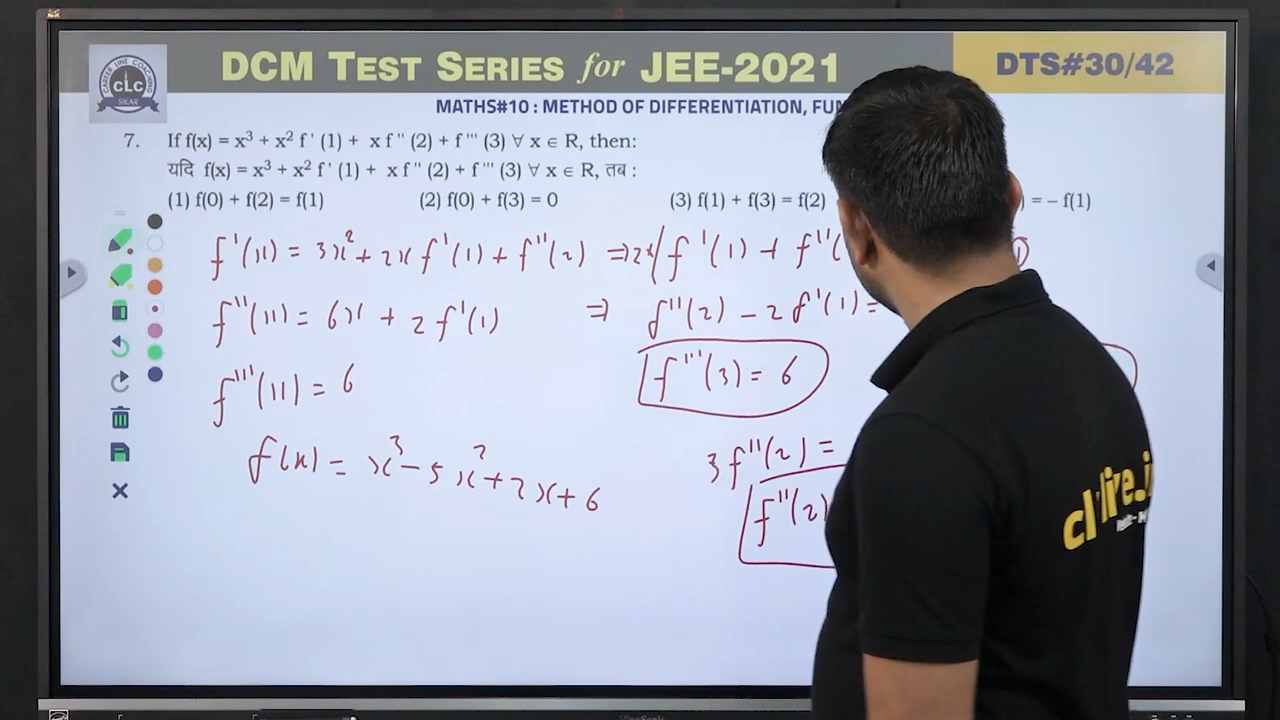 DCM TEST SERIES for JEE-2021
DTS#30/42
CAREER LINE COACHING
CLC
SIKAR
MATHS#10 : METHOD OF DIFFERENTIATION,
7. If f(x) = x³ + x² f ' (1) + x f '' (2) + f ''' (3) ∀ x ∈ R, then:
यदि f(x) = x³ + x² f ' (1) + x f '' (2) + f ''' (3) ∀ x ∈ R, तब :
(1) f(0) + f(2) = f(1) (2) f(0) + f(3) = 0 (3) f(1) + f(3) = f(2) = – f(1)
f'(x) = 3x² + 2x f'(1) + f''(2) ⇒ f'(1) + f''(
f''(x) = 6x + 2 f'(1) ⇒ f''(2) – 2 f'(1) =
f'''(x) = 6 f'''(3) = 6
f(x) = x³ – 5x² + 2x + 6 3 f''(2) =
f''(2)